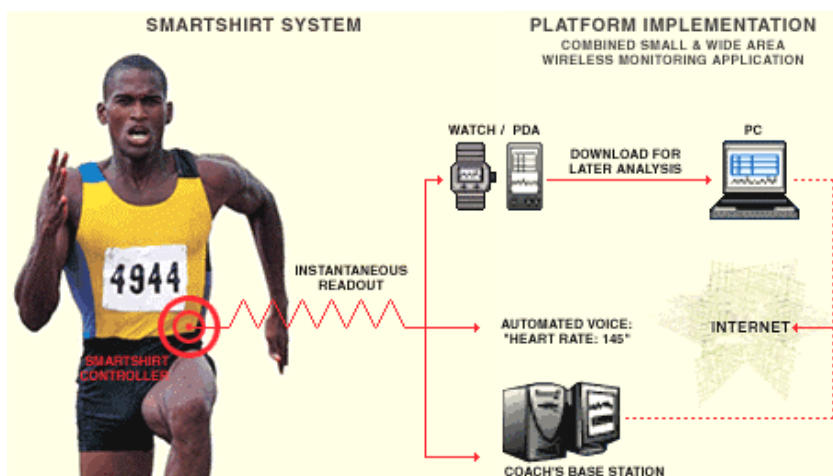 SMARTSHIRT SYSTEM
PLATFORM IMPLEMENTATION
COMBINED SMALL & WIDE AREA
WIRELESS MONITORING APPLICATION
WATCH / PDA
PC
DOWNLOAD FOR
LATER ANALYSIS
4944
INSTANTANEOUS
READOUT
AUTOMATED VOICE:
"HEART RATE: 145"
INTERNET
SMARTSHIRT
CONTROLLER
COACH'S BASE STATION